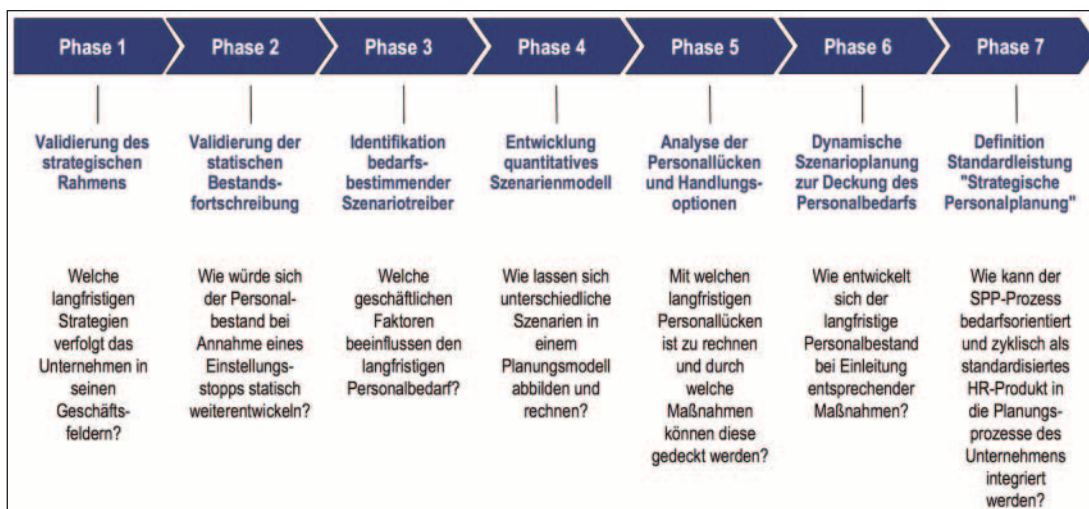 Phase 1
Phase 2
Phase 3
Phase 4
Phase 5
Phase 6
Phase 7
Validierung des
strategischen
Rahmens
Validierung der
statischen
Bestands-
fortschreibung
Identifikation
bedarfs-
bestimmender
Szenariotreiber
Entwicklung
quantitatives
Szenarienmodell
Analyse der
Personallücken
und Handlungs-
optionen
Dynamische
Szenarioplanung
zur Deckung des
Personalbedarfs
Definition
Standardleistung
"Strategische
Personalplanung"
Welche
langfristigen
Strategien
verfolgt das
Unternehmen in
seinen
Geschäfts-
feldern?
Wie würde sich
der Personal-
bestand bei
Annahme eines
Einstellungs-
stopps statisch
weiterentwickeln?
Welche
geschäftlichen
Faktoren
beeinflussen den
langfristigen
Personalbedarf?
Wie lassen sich
unterschiedliche
Szenarien in
einem
Planungsmodell
abbilden und
rechnen?
Mit welchen
langfristigen
Personallücken
ist zu rechnen
und durch
welche
Maßnahmen
können diese
gedeckt werden?
Wie entwickelt
sich der
langfristige
Personalbestand
bei Einleitung
entsprechender
Maßnahmen?
Wie kann der
SPP-Prozess
bedarfsorientiert
und zyklisch als
standardisiertes
HR-Produkt in
die Planungs-
prozesse des
Unternehmens
integriert
werden?